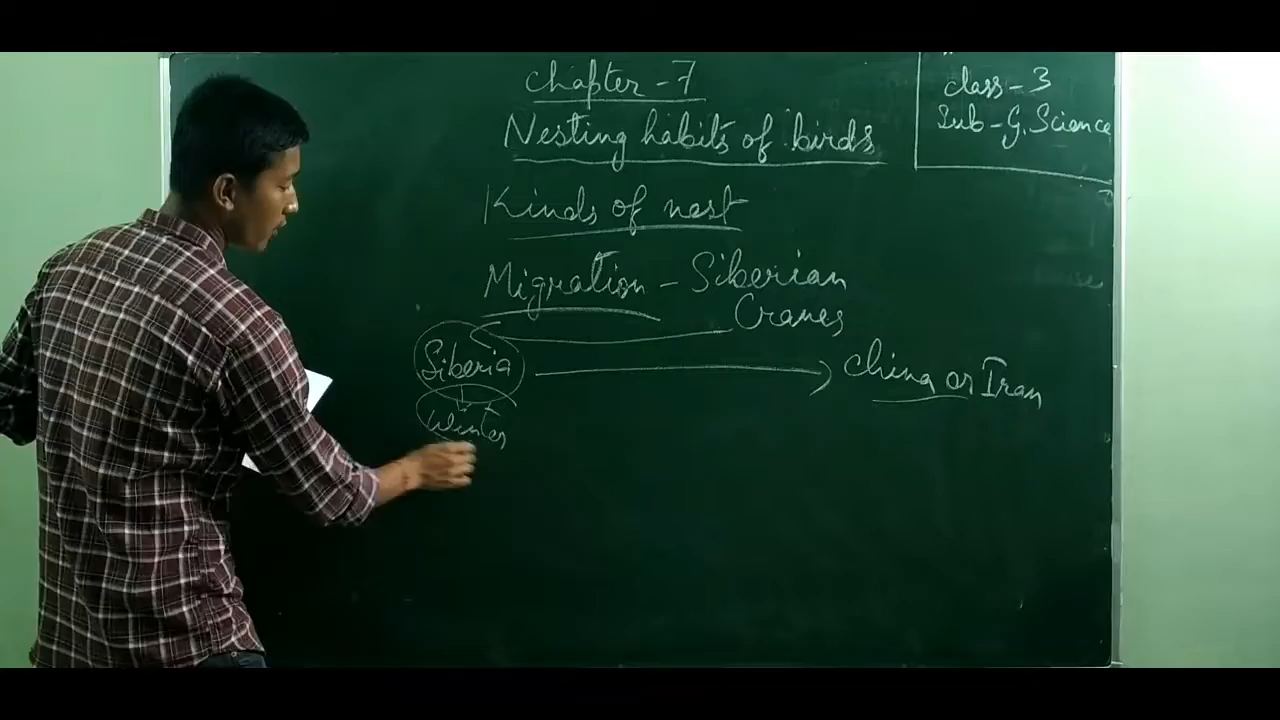 Chapter - 7
Nesting habits of birds
Kinds of nest
Migration - Siberian
Cranes
Siberia
China or Iran
Winter
class - 3
Sub - G. Science